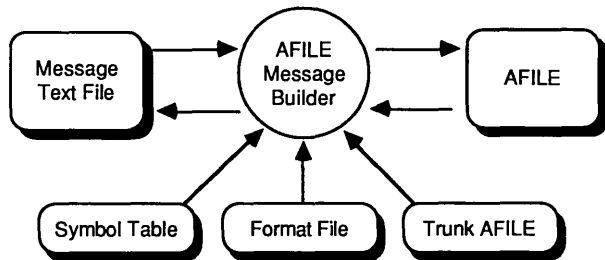 Message
Text File
AFILE
Message
Builder
AFILE
Symbol Table
Format File
Trunk AFILE